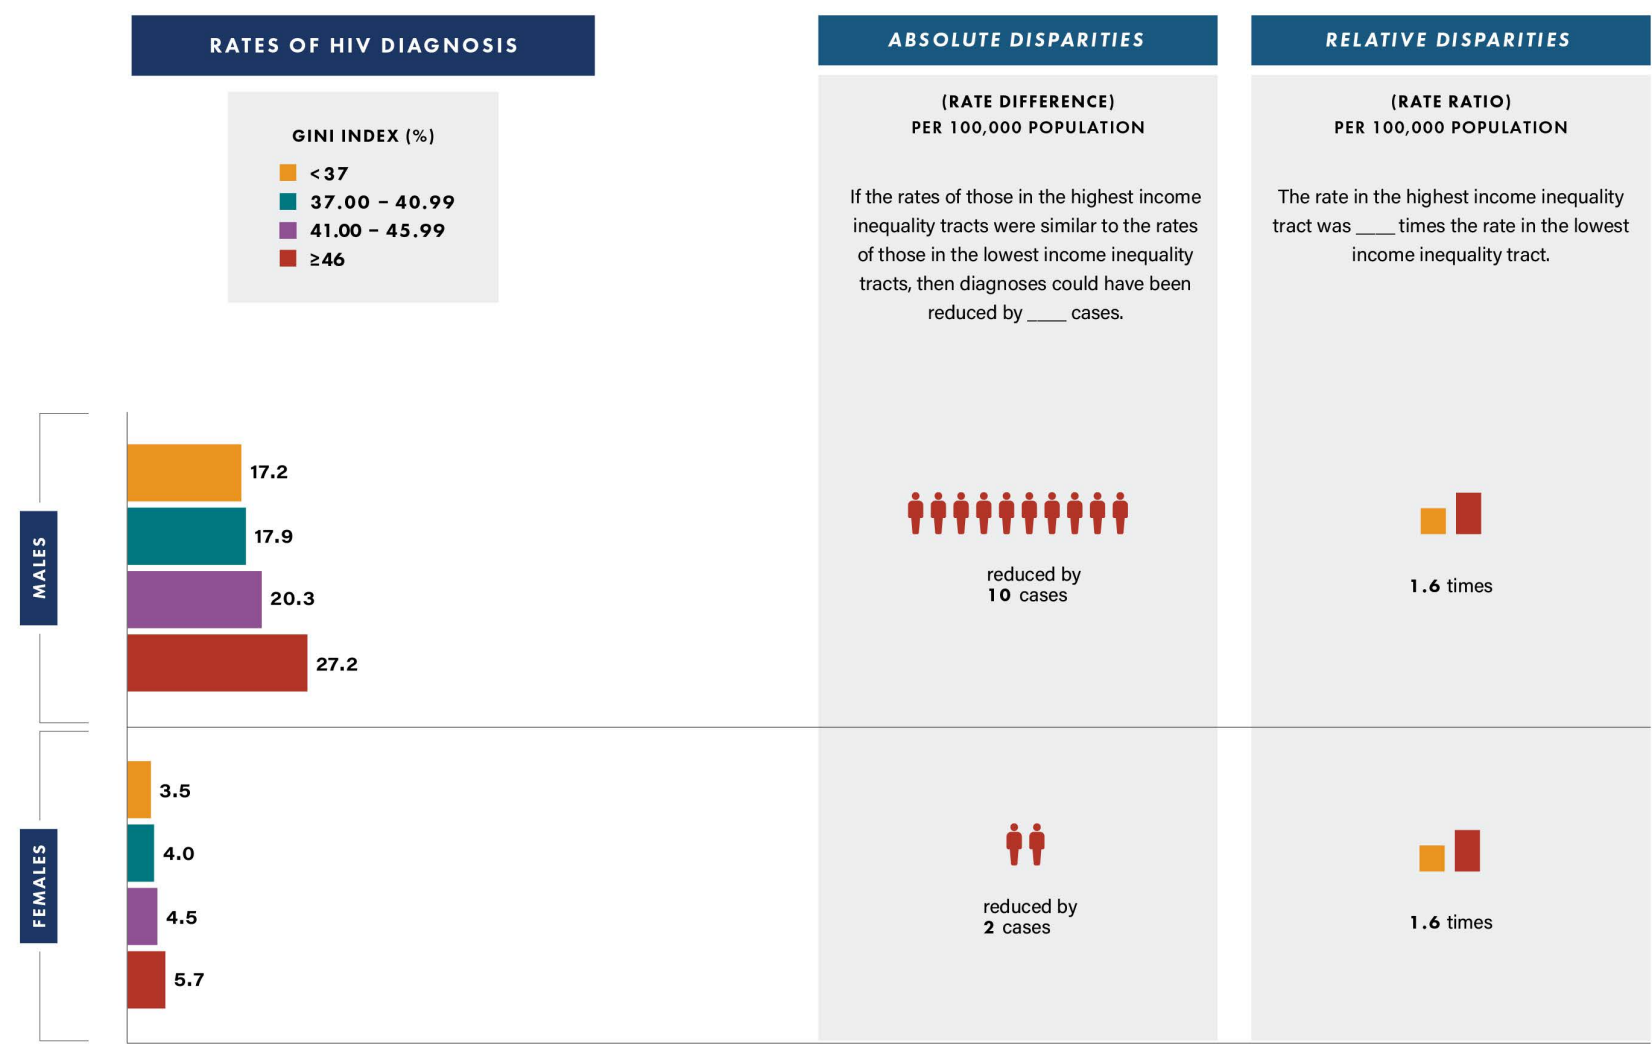 RATES OF HIV DIAGNOSIS
GINI INDEX (%)
<37
37.00 – 40.99
41.00 – 45.99
≥46
ABSOLUTE DISPARITIES
(RATE DIFFERENCE)
PER 100,000 POPULATION
If the rates of those in the highest income
inequality tracts were similar to the rates
of those in the lowest income inequality
tracts, then diagnoses could have been
reduced by ____ cases.
RELATIVE DISPARITIES
(RATE RATIO)
PER 100,000 POPULATION
The rate in the highest income inequality
tract was ____ times the rate in the lowest
income inequality tract.
MALES
17.2
17.9
20.3
27.2
reduced by
10 cases
1.6 times
FEMALES
3.5
4.0
4.5
5.7
reduced by
2 cases
1.6 times